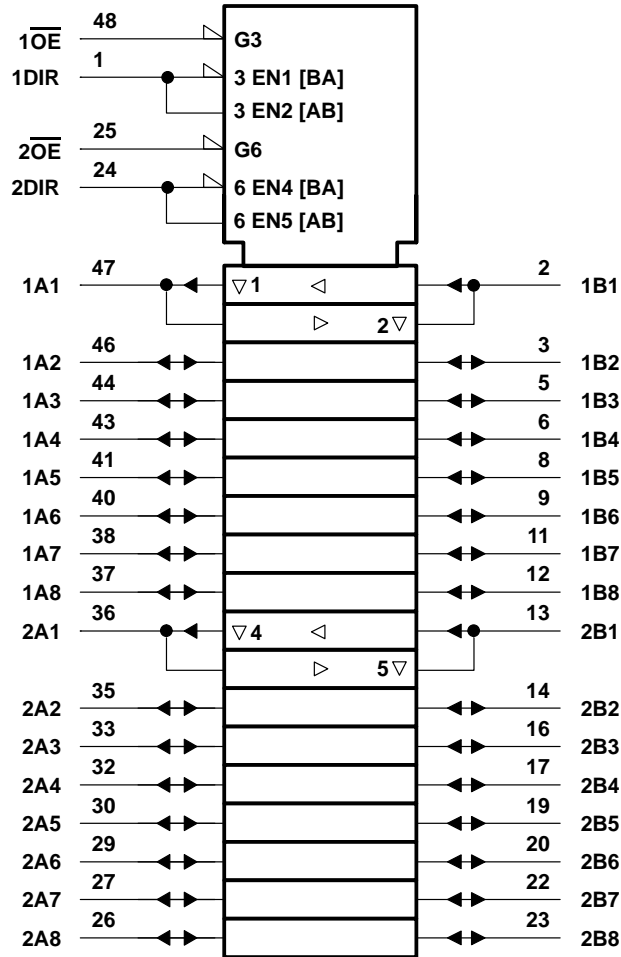 1O̅E̅ 48 G3
1DIR 1 3 EN1 [BA]
3 EN2 [AB]
2O̅E̅ 25 G6
2DIR 24 6 EN4 [BA]
6 EN5 [AB]
1A1 47 ▽1 ◁ 2 1B1
▷ 2▽
1A2 46 3 1B2
1A3 44 5 1B3
1A4 43 6 1B4
1A5 41 8 1B5
1A6 40 9 1B6
1A7 38 11 1B7
1A8 37 12 1B8
2A1 36 ▽4 ◁ 13 2B1
▷ 5▽
2A2 35 14 2B2
2A3 33 16 2B3
2A4 32 17 2B4
2A5 30 19 2B5
2A6 29 20 2B6
2A7 27 22 2B7
2A8 26 23 2B8